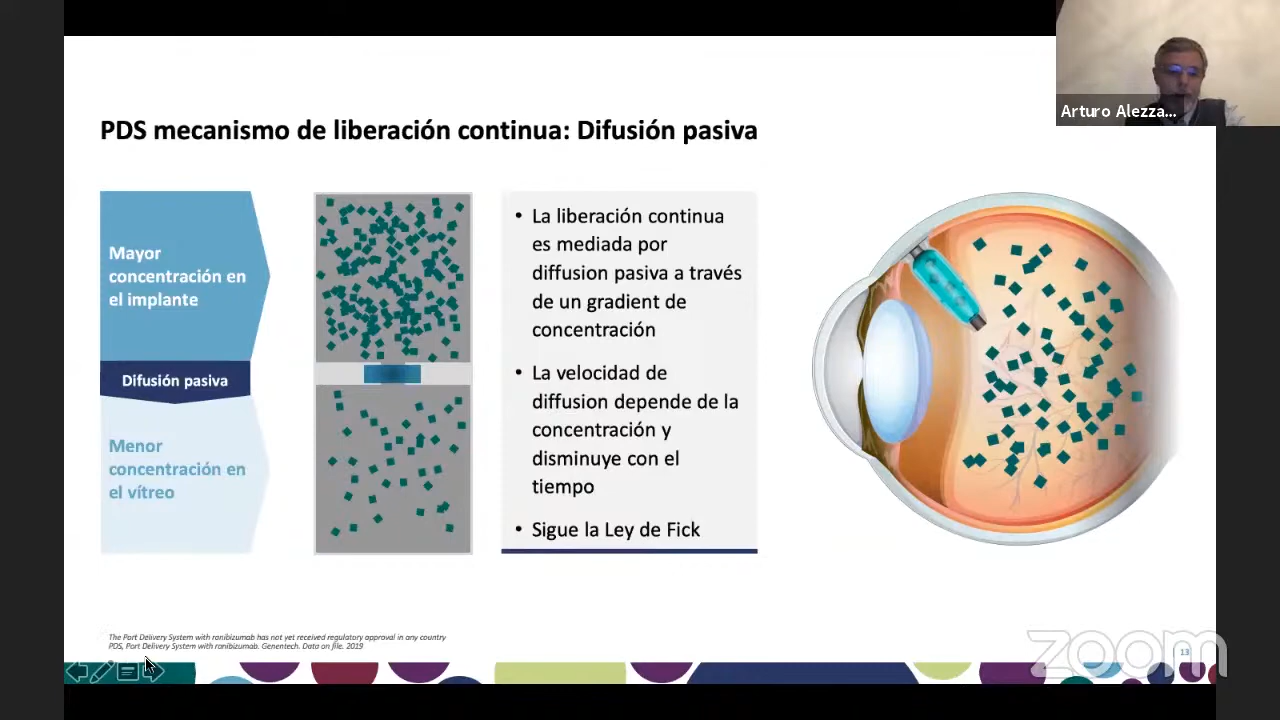 Arturo Alezza...
PDS mecanismo de liberación continua: Difusión pasiva
Mayor
concentración en
el implante
Difusión pasiva
Menor
concentración en
el vítreo
• La liberación continua
es mediada por
diffusion pasiva a través
de un gradient de
concentración
• La velocidad de
diffusion depende de la
concentración y
disminuye con el
tiempo
• Sigue la Ley de Fick
The Port Delivery System with ranibizumab has not yet received regulatory approval in any country
PDS, Port Delivery System with ranibizumab. Genentech. Data on file. 2019
zoom
13